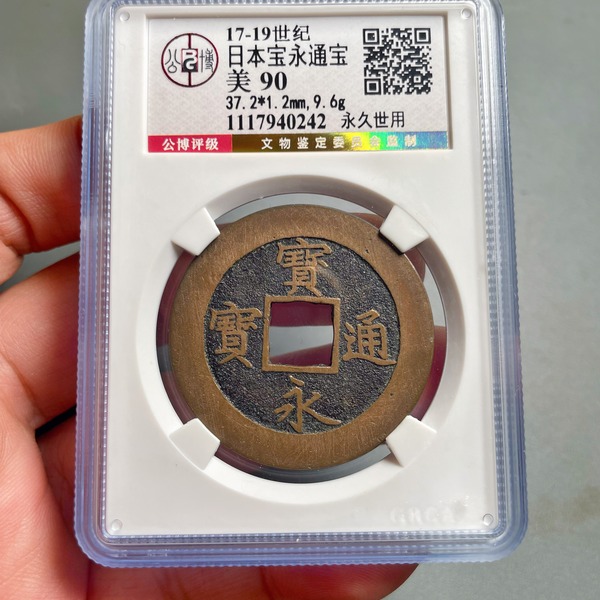 17-19世纪
日本宝永通宝
美 90
37.2*1.2mm, 9.6g
1117940242 永久世用
公博
公博评级 文物鉴定委员会监制
寶永通寶